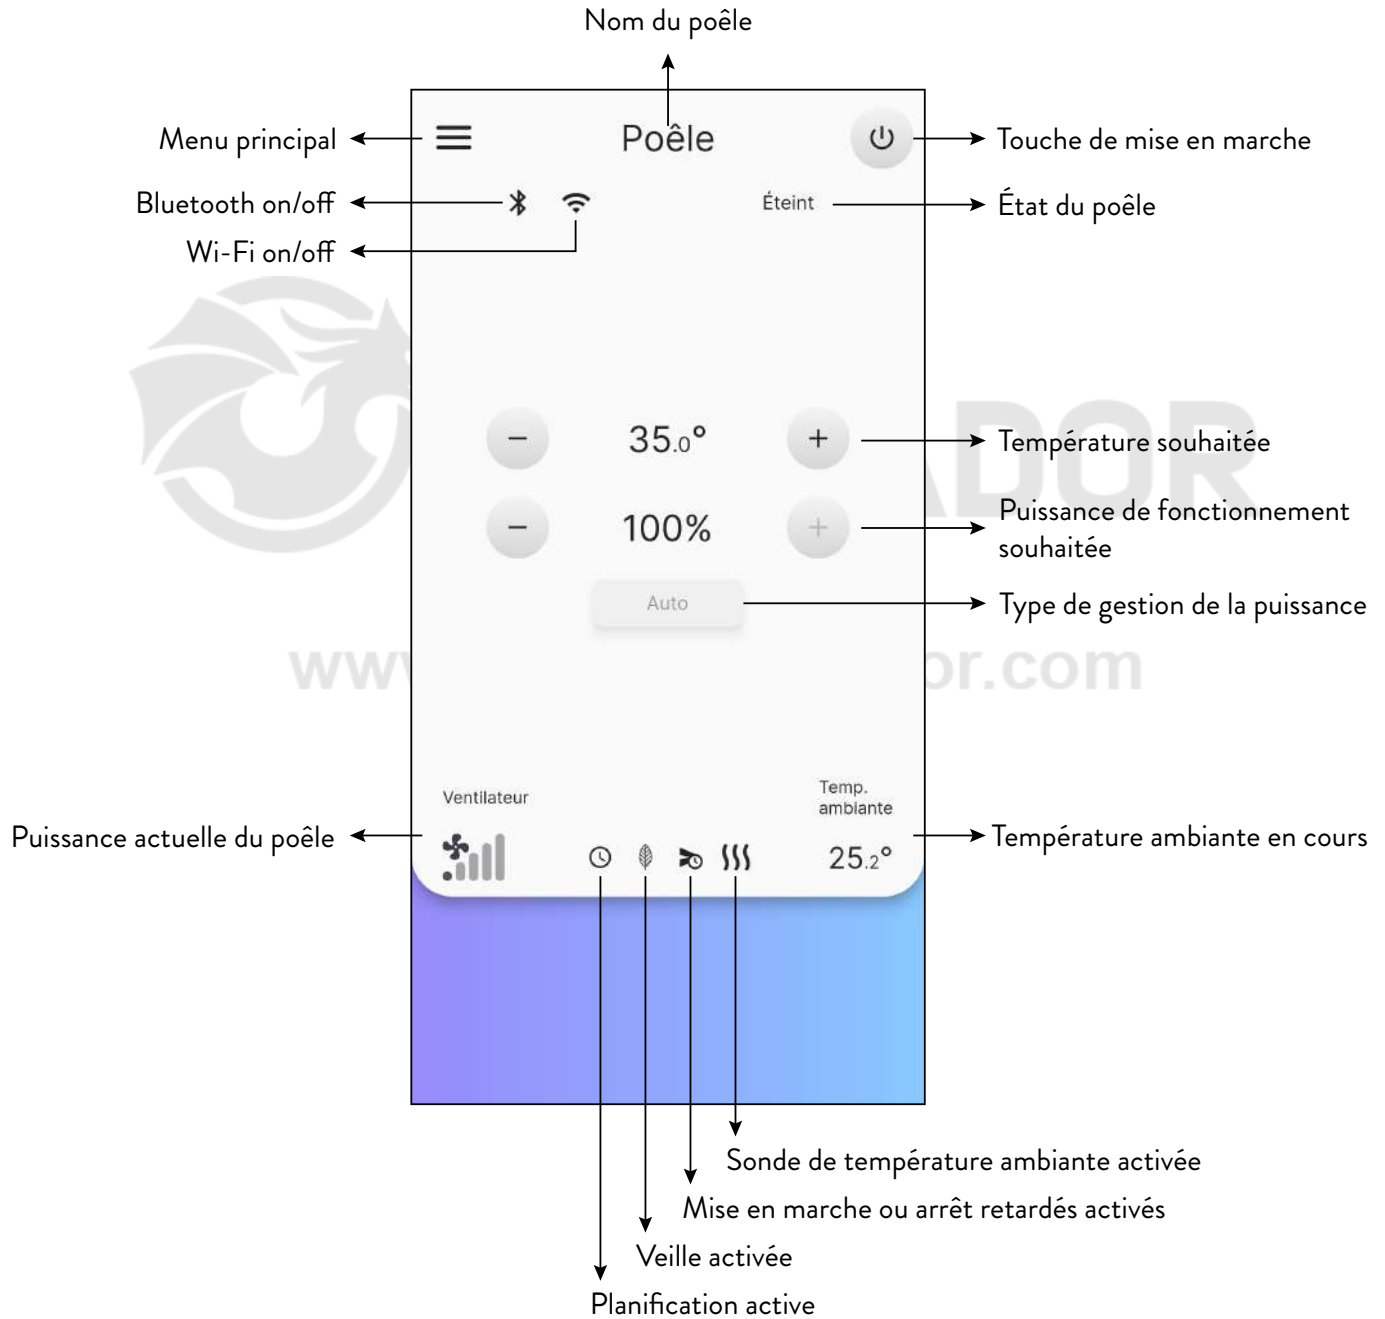 Nom du poêle
Menu principal
Poêle
Touche de mise en marche
Bluetooth on/off
Éteint
État du poêle
Wi-Fi on/off
35.0°
Température souhaitée
100%
Puissance de fonctionnement
souhaitée
Auto
Type de gestion de la puissance
Ventilateur
Temp.
ambiante
Puissance actuelle du poêle
25.2°
Température ambiante en cours
Sonde de température ambiante activée
Mise en marche ou arrêt retardés activés
Veille activée
Planification active